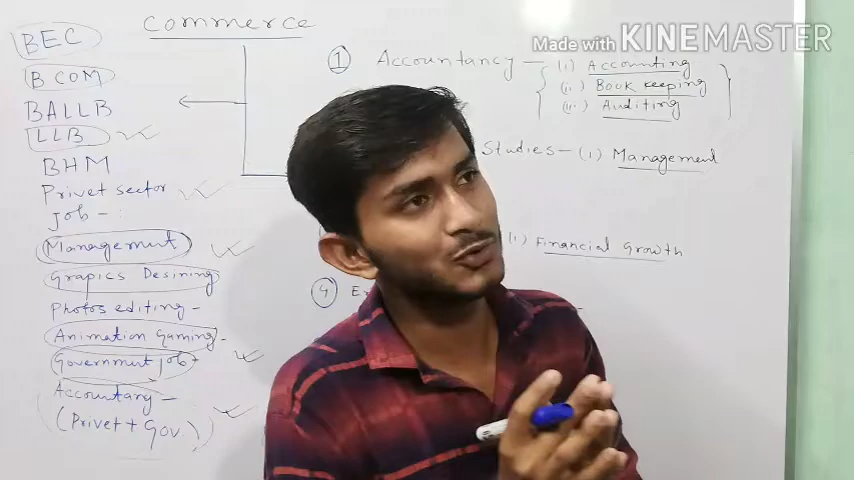 Made with KINEMASTER
Commerce
BEC
B COM
BALLB
LLB
BHM
Privet sector
Job -
Management
Grapics Desining
Photos editing -
Animation Gaming -
Government job
Accountary -
(Privet + Gov.)
1 Accountancy - (i) Accounting
(ii) Book keeping
(iii) Auditing
Studies - (i) Management
(i) Financial Growth
4